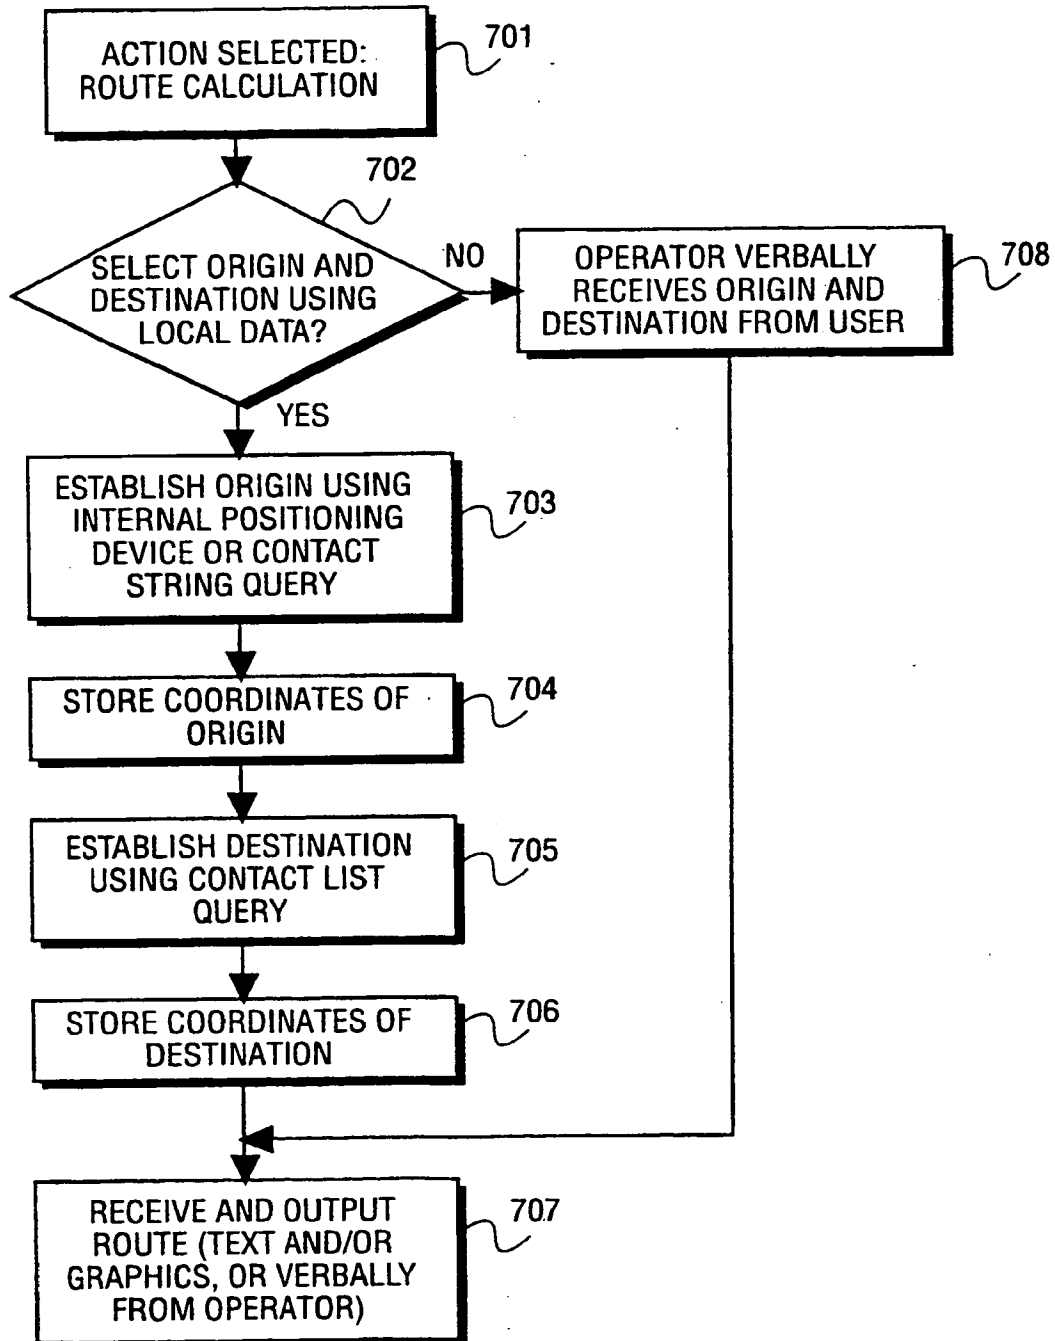 ACTION SELECTED:
ROUTE CALCULATION
701
702
SELECT ORIGIN AND
DESTINATION USING
LOCAL DATA?
NO
OPERATOR VERBALLY
RECEIVES ORIGIN AND
DESTINATION FROM USER
708
YES
ESTABLISH ORIGIN USING
INTERNAL POSITIONING
DEVICE OR CONTACT
STRING QUERY
703
STORE COORDINATES OF
ORIGIN
704
ESTABLISH DESTINATION
USING CONTACT LIST
QUERY
705
STORE COORDINATES OF
DESTINATION
706
RECEIVE AND OUTPUT
ROUTE (TEXT AND/OR
GRAPHICS, OR VERBALLY
FROM OPERATOR)
707